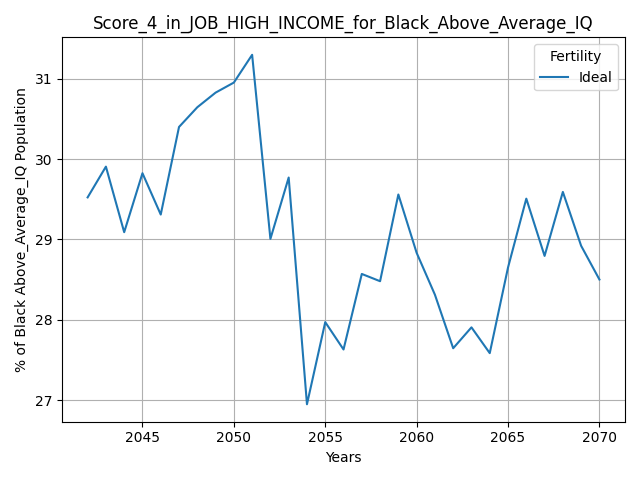 Score_4_in_JOB_HIGH_INCOME_for_Black_Above_Average_IQ
Fertility
Ideal
% of Black Above_Average_IQ Population
31
30
29
28
27
2045
2050
2055
2060
2065
2070
Years